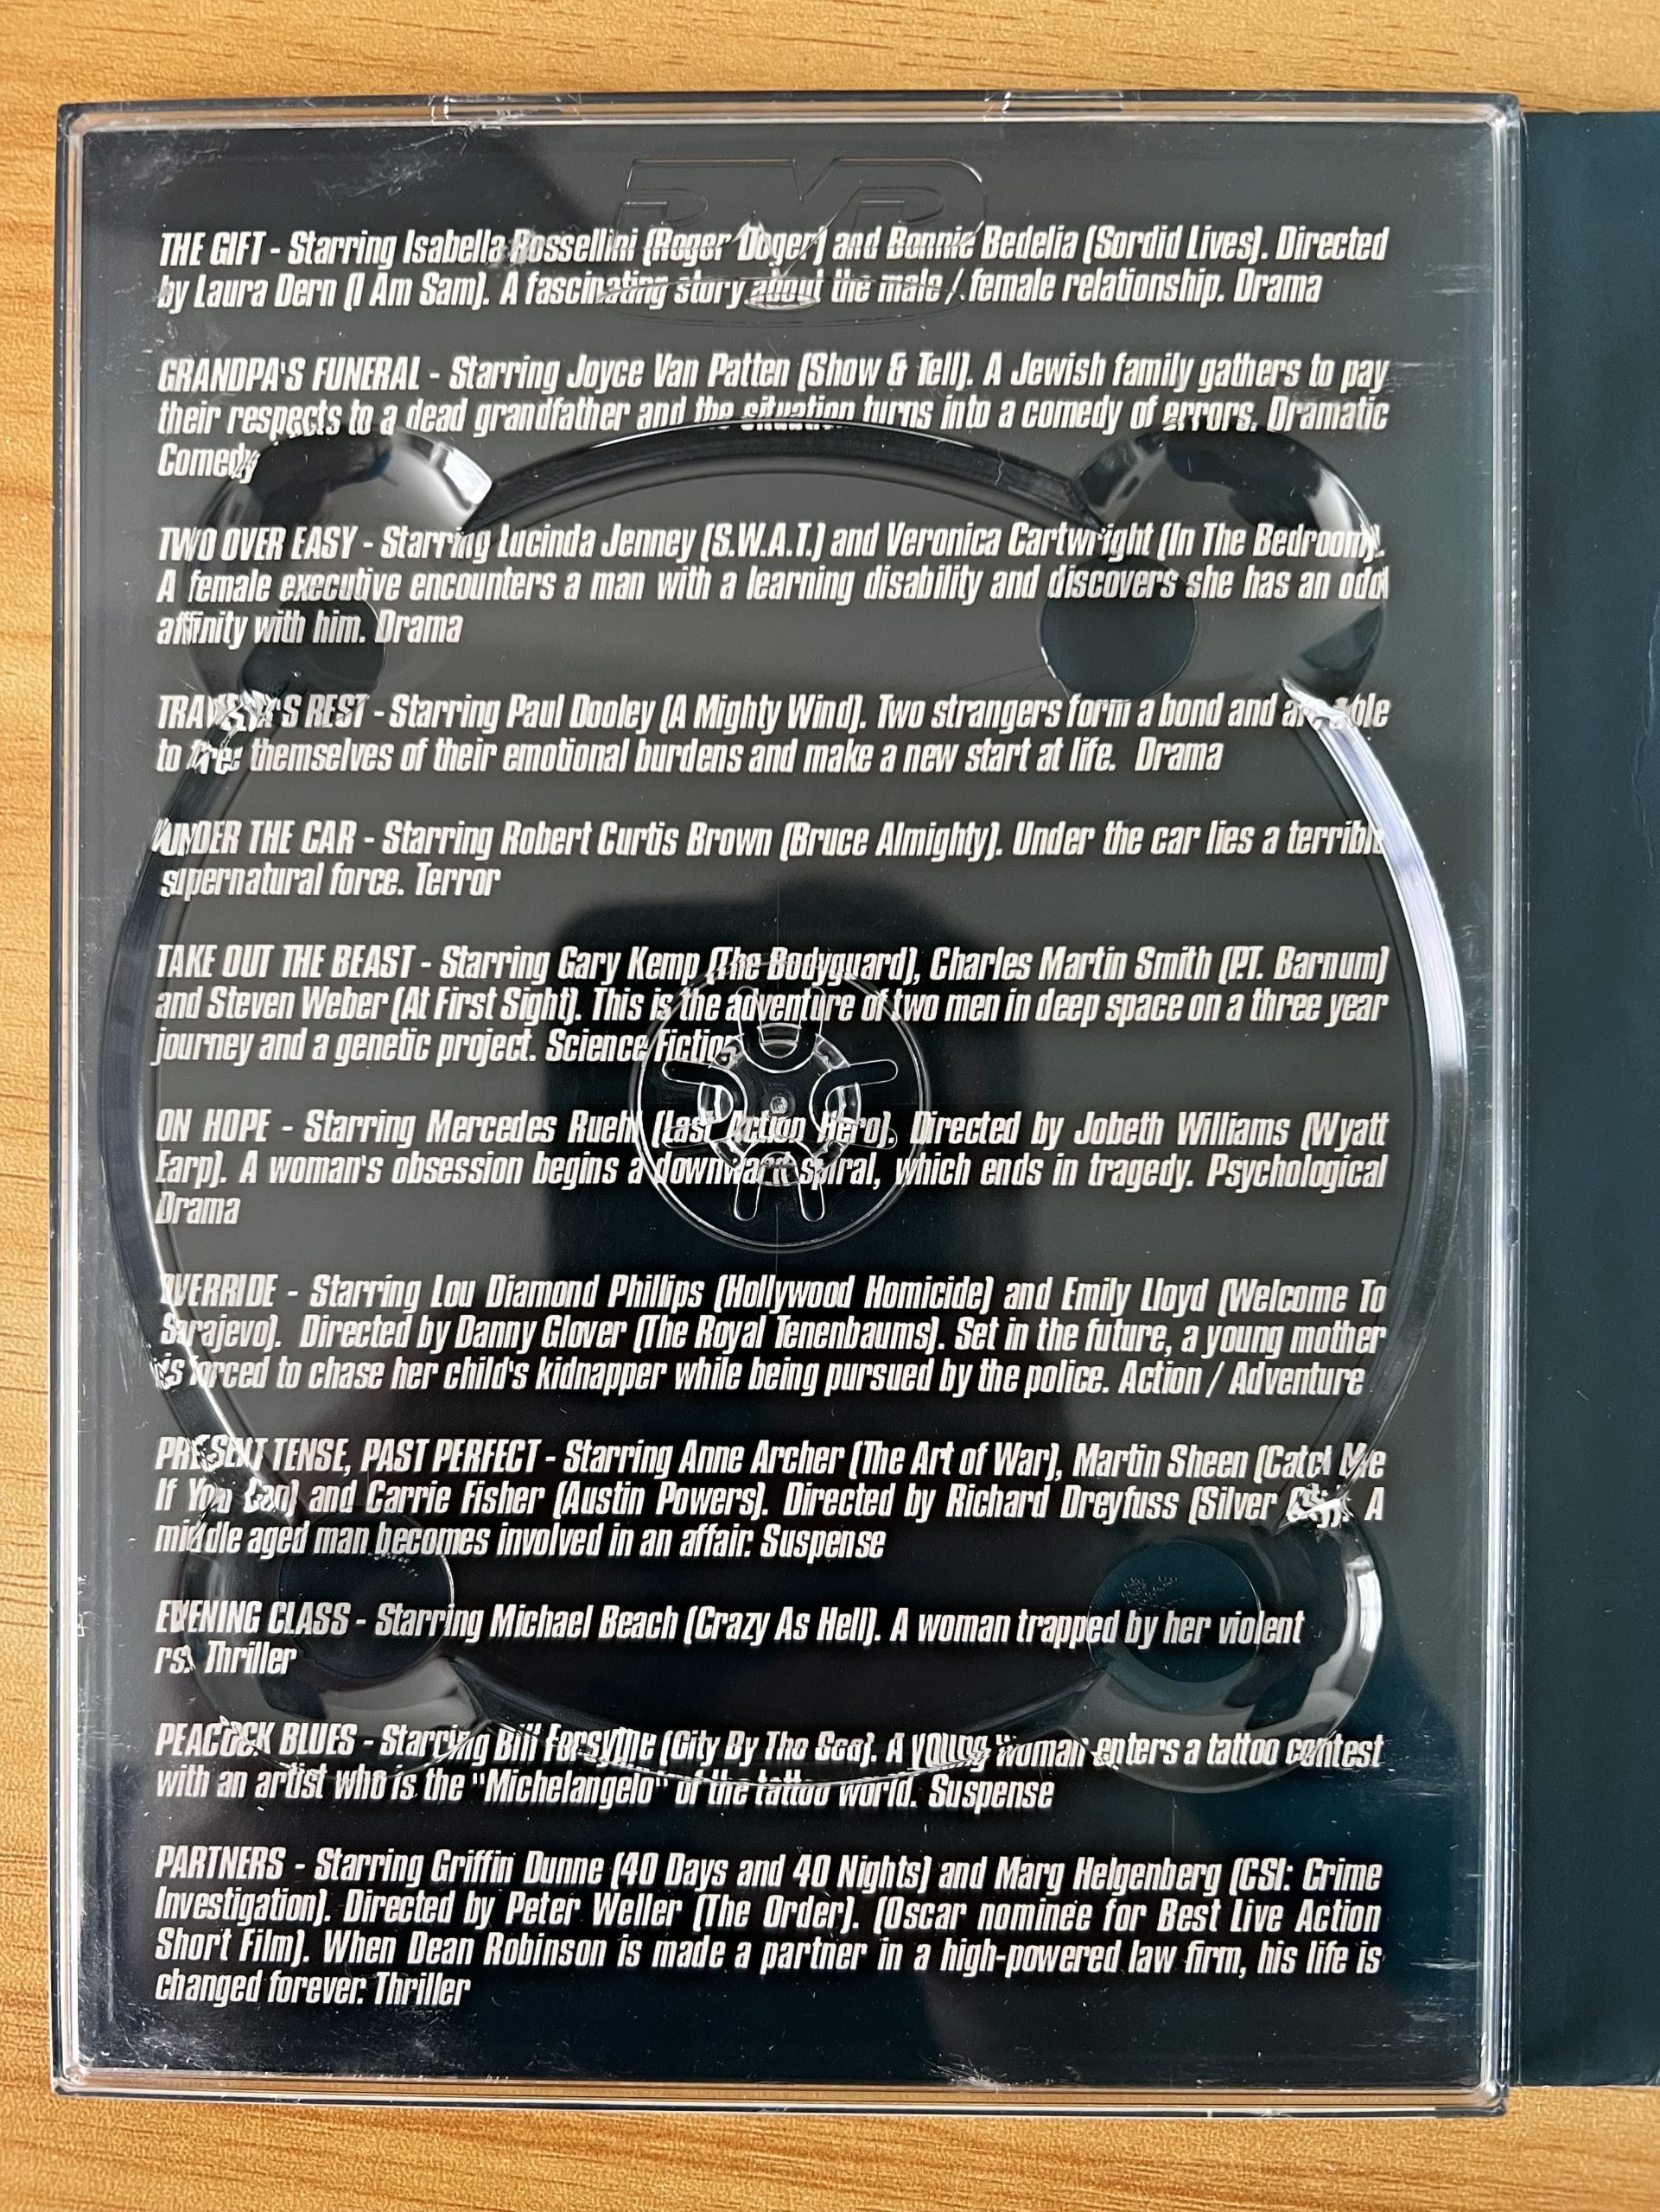 DVD
THE GIFT - Starring Isabella Rossellini (Roger Doger) and Bonnie Bedelia (Sordid Lives). Directed
by Laura Dern (I Am Sam). A fascinating story about the male / female relationship. Drama
GRANDPA'S FUNERAL - Starring Joyce Van Patten (Show & Tell). A Jewish family gathers to pay
their respects to a dead grandfather and the situation turns into a comedy of errors. Dramatic
Comedy
TWO OVER EASY - Starring Lucinda Jenney (S.W.A.T.) and Veronica Cartwright (In The Bedroom).
A female executive encounters a man with a learning disability and discovers she has an odd
affinity with him. Drama
REST - Starring Paul Dooley (A Mighty Wind). Two strangers form a bond and are able
to free themselves of their emotional burdens and make a new start at life. Drama
UNDER THE CAR - Starring Robert Curtis Brown (Bruce Almighty). Under the car lies a terrible
supernatural force. Terror
TAKE OUT THE BEAST - Starring Gary Kemp (The Bodyguard), Charles Martin Smith (P.T. Barnum)
and Steven Weber (At First Sight). This is the adventure of two men in deep space on a three year
journey and a genetic project. Science Fiction
ON HOPE - Starring Mercedes Ruehl (Last Action Hero). Directed by Jobeth Williams (Wyatt
Earp). A woman's obsession begins a downward spiral, which ends in tragedy. Psychological
Drama
OVERRIDE - Starring Lou Diamond Phillips (Hollywood Homicide) and Emily Lloyd (Welcome To
Sarajevo). Directed by Danny Glover (The Royal Tenenbaums). Set in the future, a young mother
is forced to chase her child's kidnapper while being pursued by the police. Action / Adventure
PRESENT TENSE, PAST PERFECT - Starring Anne Archer (The Art of War), Martin Sheen (Catch Me
If You Can) and Carrie Fisher (Austin Powers). Directed by Richard Dreyfuss (Silver City). A
middle aged man becomes involved in an affair. Suspense
EVENING CLASS - Starring Michael Beach (Crazy As Hell). A woman trapped by her violent
rs. Thriller
PEACOCK BLUES - Starring Bill Forsythe (City By The Sea). A young woman enters a tattoo contest
with an artist who is the "Michelangelo" of the tattoo world. Suspense
PARTNERS - Starring Griffin Dunne (40 Days and 40 Nights) and Marg Helgenberg (CSI: Crime
Investigation). Directed by Peter Weller (The Order). (Oscar nominee for Best Live Action
Short Film). When Dean Robinson is made a partner in a high-powered law firm, his life is
changed forever. Thriller